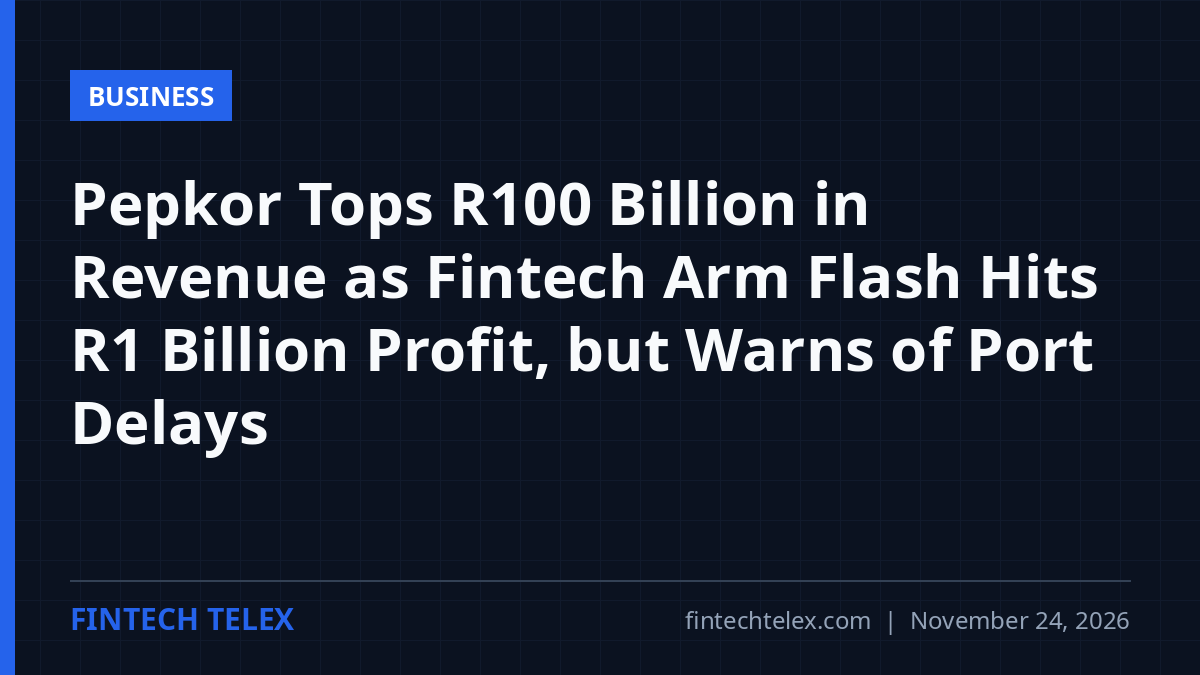 BUSINESS
Pepkor Tops R100 Billion in
Revenue as Fintech Arm Flash Hits
R1 Billion Profit, but Warns of Port
Delays
FINTECH TELEX
fintechtelex.com | November 24, 2026